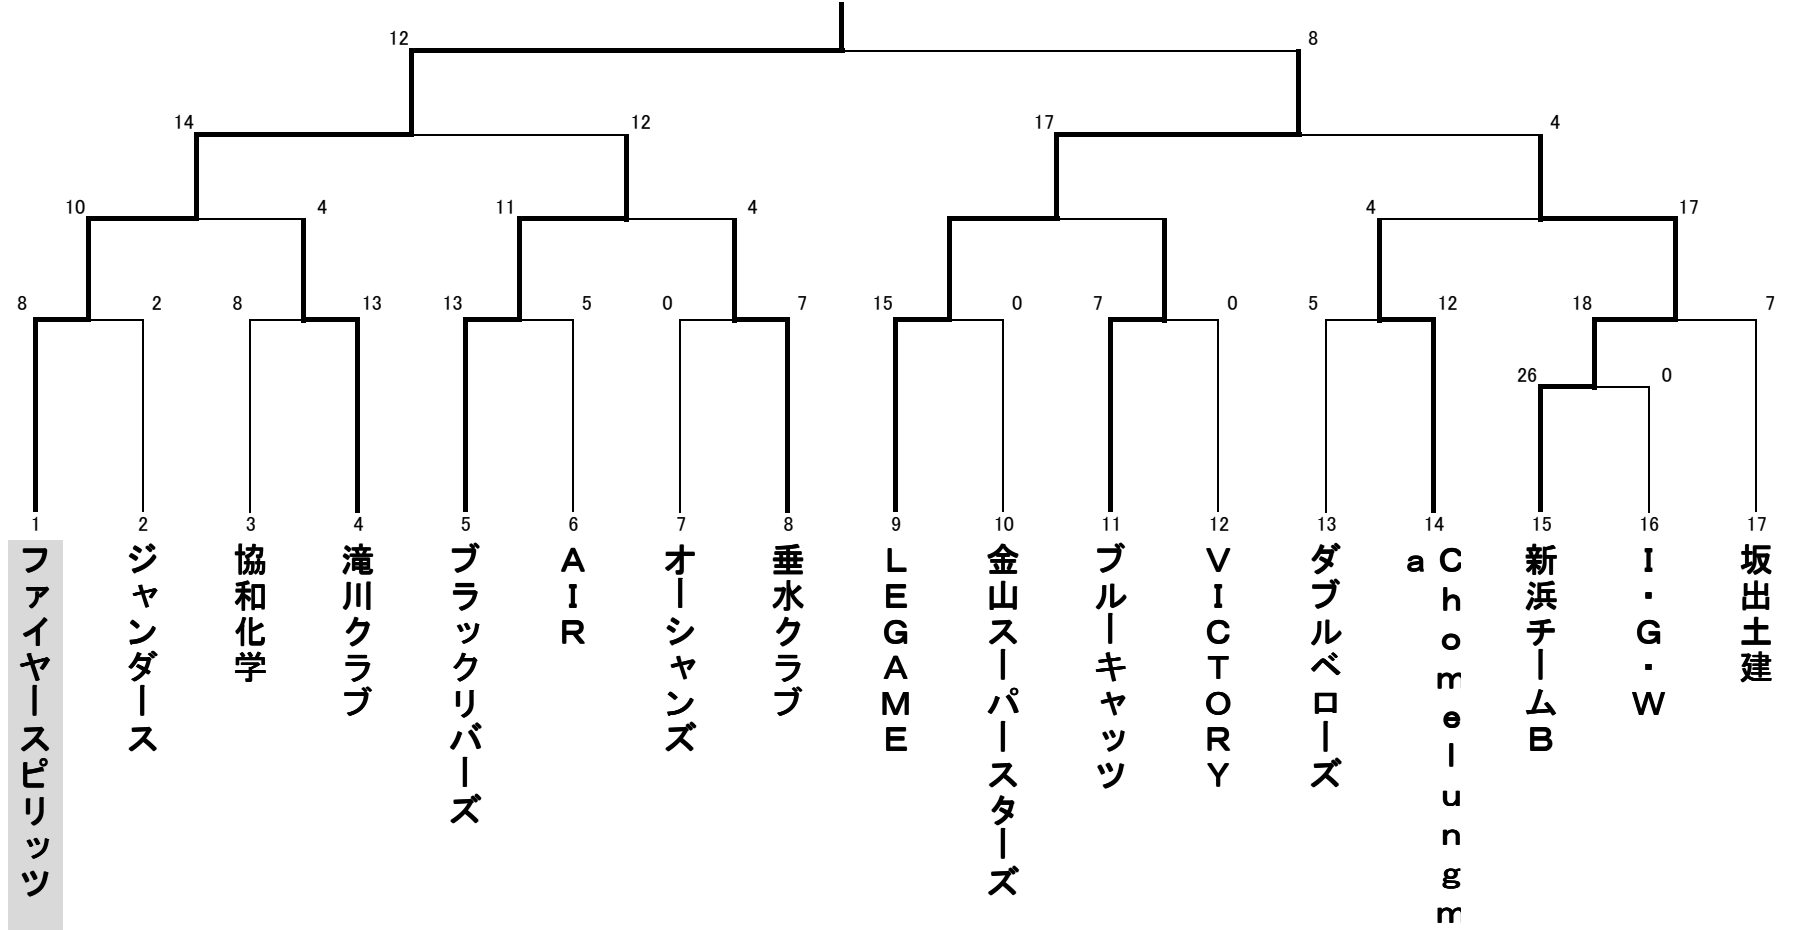 12 8
14 12 17 4
10 4 11 4 4 17
8 2 8 13 13 5 0 7 15 0 7 0 5 12 18 7
26 0
1 2 3 4 5 6 7 8 9 10 11 12 13 14 15 16 17
ファイヤースピリッツ
ジャンダース
協和化学
滝川クラブ
ブラックリバーズ
AIR
オーシャンズ
垂水クラブ
LEGAME
金山スーパースターズ
ブルーキャッツ
VICTORY
ダブルベローズ
Chomelungm
a
新浜チームB
I・G・W
坂出土建